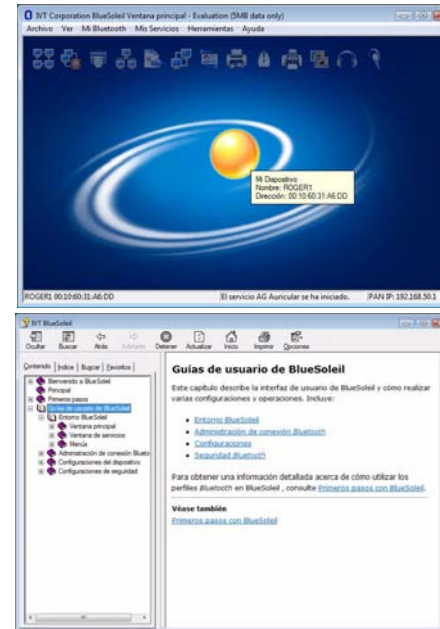 IVT Corporation BlueSoleil Ventana principal - Evaluation (5MB data only)
Archivo Ver Mi Bluetooth Mis Servicios Herramientas Ayuda
Mi Dispositivo
Nombre: ROGER1
Dirección: 00:10:60:31:A6:DD
ROGER1 00:10:60:31:A6:DD El servicio AG Auricular se ha iniciado. PAN IP: 192.168.50.1
IVT BlueSoleil
Ocultar Buscar Atrás Adelante Detener Actualizar Inicio Imprimir Opciones
Contenido Índice Buscar Favoritos
Bienvenido a BlueSoleil
Principal
Primeros pasos
Guías de usuario de BlueSoleil
Entorno BlueSoleil
Ventana principal
Ventana de servicios
Menús
Administración de conexión Blueto
Configuraciones del dispositivo
Configuraciones de seguridad
Guías de usuario de BlueSoleil
Este capítulo describe la interfaz de usuario de BlueSoleil y cómo realizar
varias configuraciones y operaciones. Incluye:
Entorno BlueSoleil
Administración de conexión Bluetooth
Configuraciones
Seguridad Bluetooth
Para obtener una información detallada acerca de cómo utilizar los
perfiles Bluetooth en BlueSoleil , consulte Primeros pasos con BlueSoleil.
Véase también
Primeros pasos con BlueSoleil